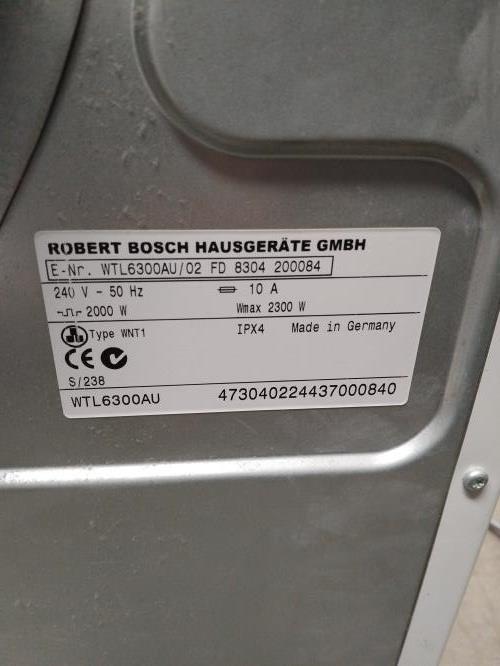 ROBERT BOSCH HAUSGERÄTE GMBH
E-Nr. WTL6300AU/02 FD 8304 200084
240 V - 50 Hz 10 A
2000 W Wmax 2300 W
Type WNT1 IPX4 Made in Germany
CE N
S/238
WTL6300AU 473040224437000840